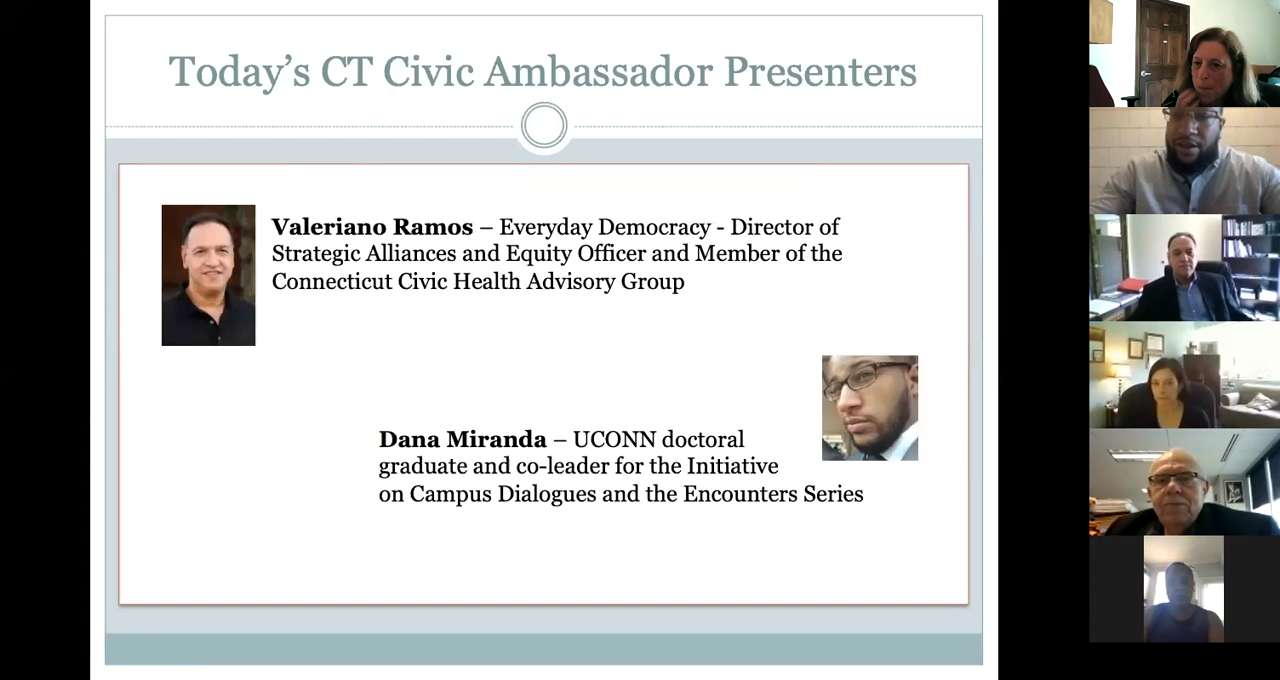 Today’s CT Civic Ambassador Presenters
Valeriano Ramos – Everyday Democracy - Director of
Strategic Alliances and Equity Officer and Member of the
Connecticut Civic Health Advisory Group
Dana Miranda – UCONN doctoral
graduate and co-leader for the Initiative
on Campus Dialogues and the Encounters Series